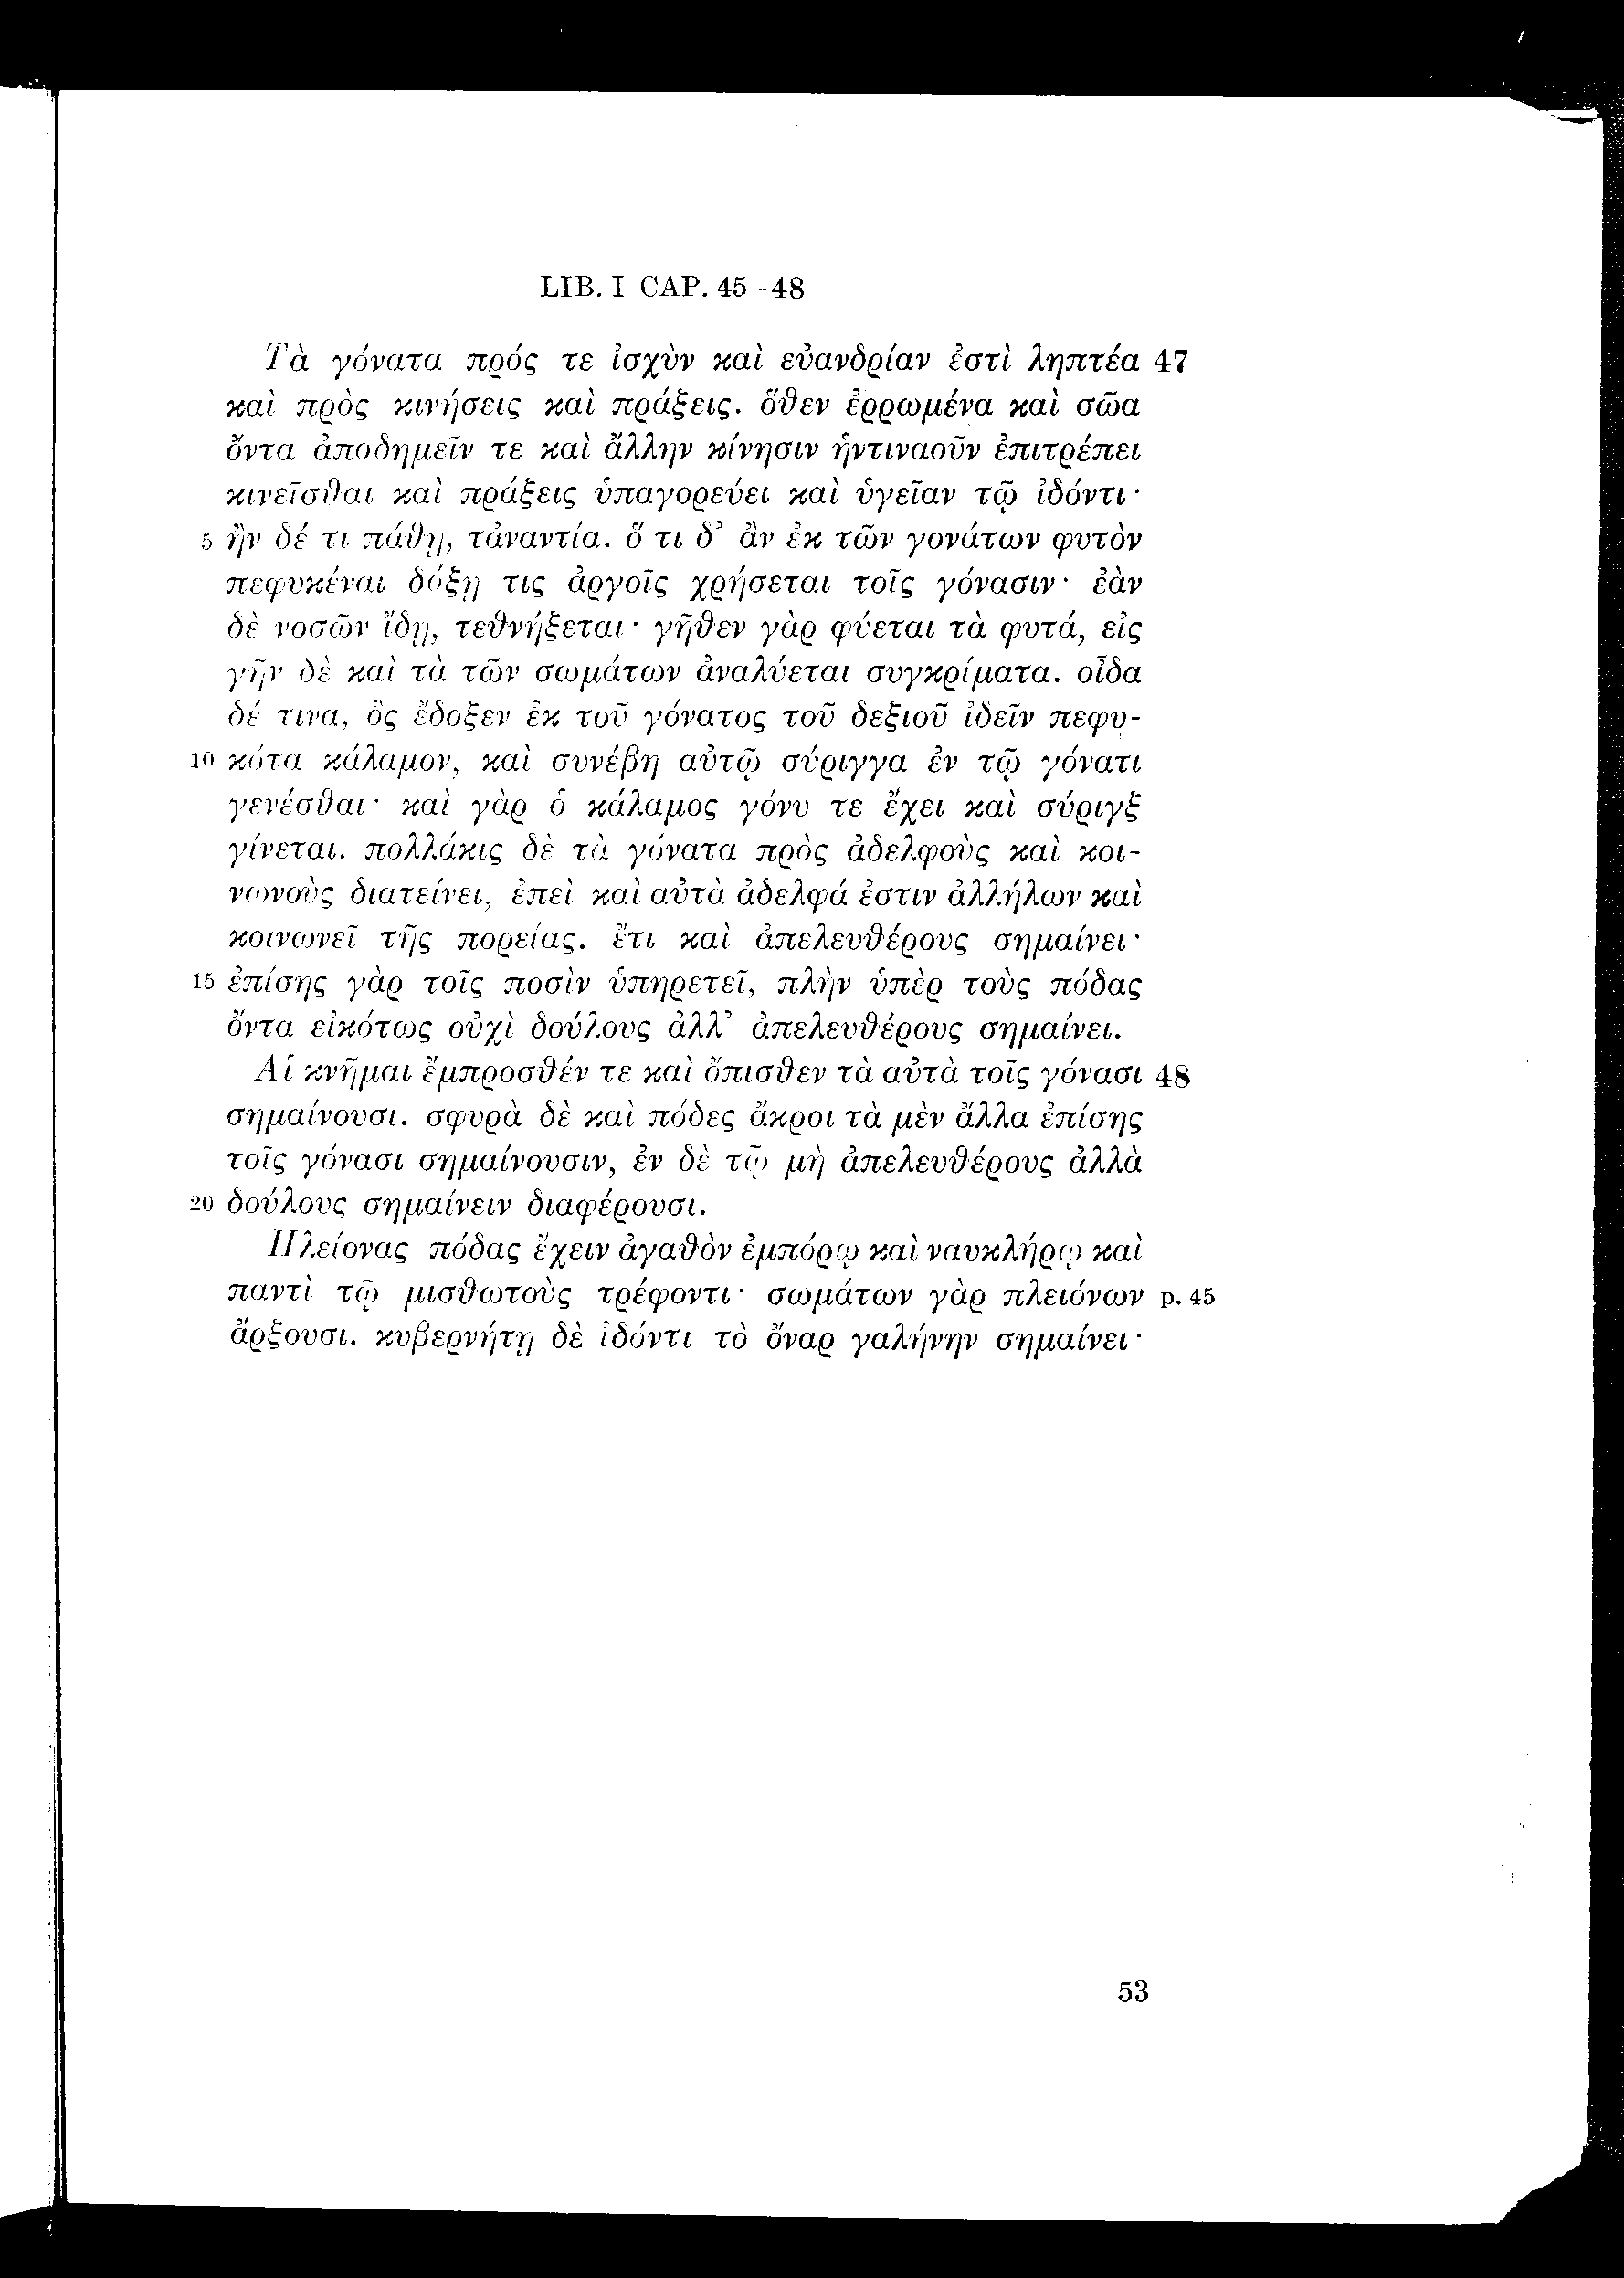 LIB. I CAP. 45–48
Τὰ γόνατα πρός τε ἰσχὺν καὶ εὐανδρίαν ἐστὶ ληπτέα 47
καὶ πρὸς κινήσεις καὶ πράξεις. ὅθεν ἐρρωμένα καὶ σῶα
ὄντα ἀποδημεῖν τε καὶ ἄλλην κίνησιν ἡντιναοῦν ἐπιτρέπει
κινεῖσθαι καὶ πράξεις ὑπαγορεύει καὶ ὑγεῖαν τῷ ἰδόντι·
5 ἢν δέ τι πάθῃ, τἀναντία. ὅ τι δ’ ἂν ἐκ τῶν γονάτων φυτὸν
πεφυκέναι δόξῃ τις ἀργοῖς χρήσεται τοῖς γόνασιν· ἐὰν
δὲ νοσῶν ἴδῃ, τεθνήξεται· γῆθεν γὰρ φύεται τὰ φυτά, εἰς
γῆν δὲ καὶ τὰ τῶν σωμάτων ἀναλύεται συγκρίματα. οἶδα
δέ τινα, ὃς ἔδοξεν ἐκ τοῦ γόνατος τοῦ δεξιοῦ ἰδεῖν πεφυ-
10 κότα κάλαμον, καὶ συνέβη αὐτῷ σύριγγα ἐν τῷ γόνατι
γενέσθαι· καὶ γὰρ ὁ κάλαμος γόνυ τε ἔχει καὶ σύριγξ
γίνεται. πολλάκις δὲ τὰ γόνατα πρὸς ἀδελφοὺς καὶ κοι-
νωνοὺς διατείνει, ἐπεὶ καὶ αὐτὰ ἀδελφά ἐστιν ἀλλήλων καὶ
κοινωνεῖ τῆς πορείας. ἔτι καὶ ἀπελευθέρους σημαίνει·
15 ἐπίσης γὰρ τοῖς ποσὶν ὑπηρετεῖ, πλὴν ὑπὲρ τοὺς πόδας
ὄντα εἰκότως οὐχὶ δούλους ἀλλ’ ἀπελευθέρους σημαίνει.
Αἱ κνῆμαι ἔμπροσθέν τε καὶ ὄπισθεν τὰ αὐτὰ τοῖς γόνασι 48
σημαίνουσι. σφυρὰ δὲ καὶ πόδες ἄκροι τὰ μὲν ἄλλα ἐπίσης
τοῖς γόνασι σημαίνουσιν, ἐν δὲ τῷ μὴ ἀπελευθέρους ἀλλὰ
20 δούλους σημαίνειν διαφέρουσι.
Πλείονας πόδας ἔχειν ἀγαθὸν ἐμπόρῳ καὶ ναυκλήρῳ καὶ
παντὶ τῷ μισθωτοὺς τρέφοντι· σωμάτων γὰρ πλειόνων p. 45
ἄρξουσι. κυβερνήτῃ δὲ ἰδόντι τὸ ὄναρ γαλήνην σημαίνει·
53